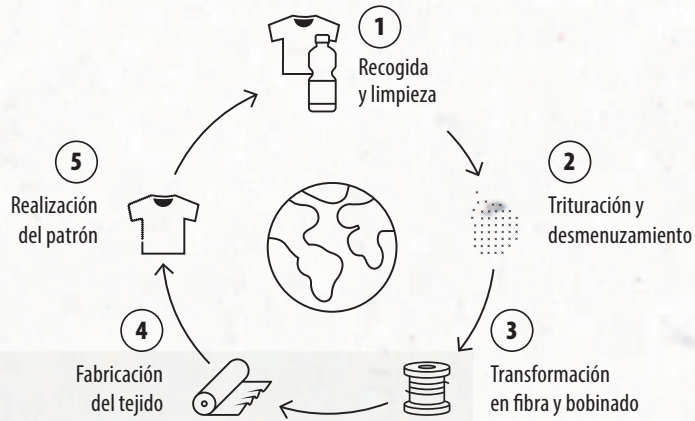 1
Recogida
y limpieza
2
Trituración y
desmenuzamiento
3
Transformación
en fibra y bobinado
4
Fabricación
del tejido
5
Realización
del patrón